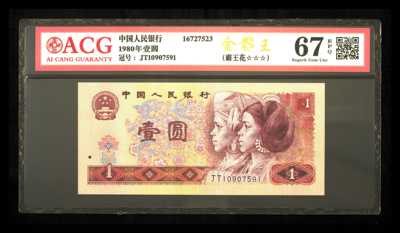 ACG
AI CANG GUARANTY
中国人民银行 16727523
1980年壹圆
冠号: JT10907591
金邬王
(霸王花☆☆☆)
67 EPQ
Superb Gem Unc
中国人民银行
壹圆
1
1
JT10907591